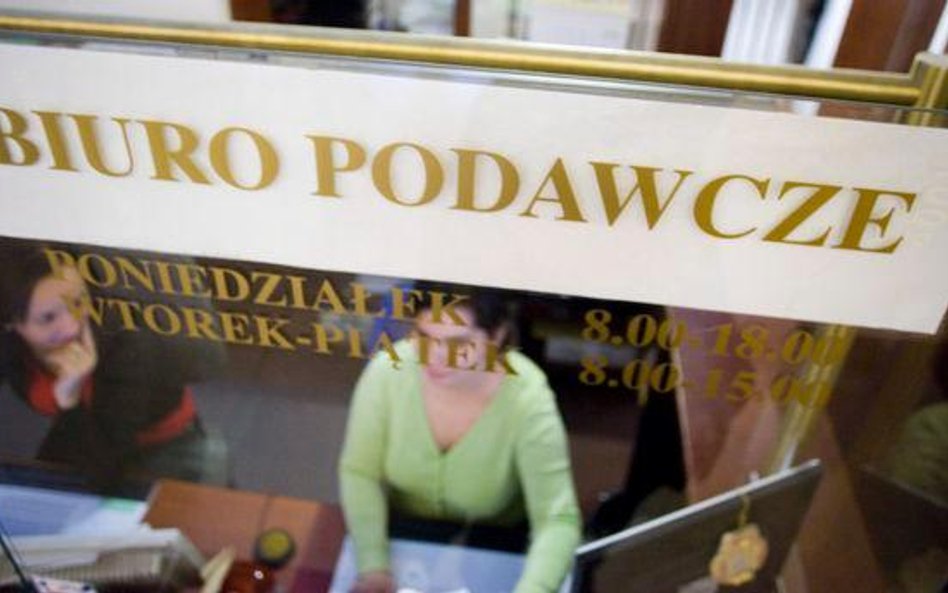 BIURO PODAWCZE
PONIEDZIAŁEK 8.00-18.00
WTOREK-PIĄTEK 8.00-15.00